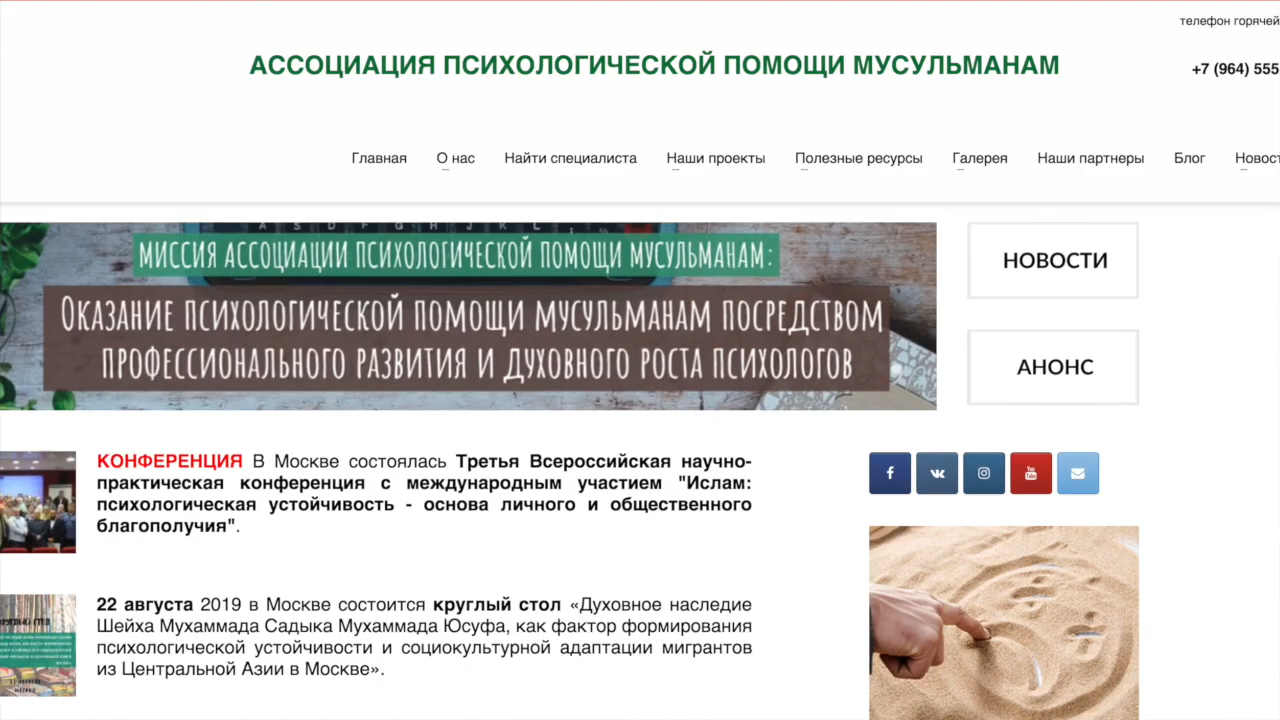 телефон горячей
АССОЦИАЦИЯ ПСИХОЛОГИЧЕСКОЙ ПОМОЩИ МУСУЛЬМАНАМ
+7 (964) 555
Главная О нас Найти специалиста Наши проекты Полезные ресурсы Галерея Наши партнеры Блог Новост
A S D F G H J K L
МИССИЯ АССОЦИАЦИИ ПСИХОЛОГИЧЕСКОЙ ПОМОЩИ МУСУЛЬМАНАМ:
ОКАЗАНИЕ ПСИХОЛОГИЧЕСКОЙ ПОМОЩИ МУСУЛЬМАНАМ ПОСРЕДСТВОМ
ПРОФЕССИОНАЛЬНОГО РАЗВИТИЯ И ДУХОВНОГО РОСТА ПСИХОЛОГОВ
НОВОСТИ
АНОНС
КОНФЕРЕНЦИЯ В Москве состоялась Третья Всероссийская научно-
практическая конференция с международным участием "Ислам:
психологическая устойчивость - основа личного и общественного
благополучия".
22 августа 2019 в Москве состоится круглый стол «Духовное наследие
Шейха Мухаммада Садыка Мухаммада Юсуфа, как фактор формирования
психологической устойчивости и социокультурной адаптации мигрантов
из Центральной Азии в Москве».